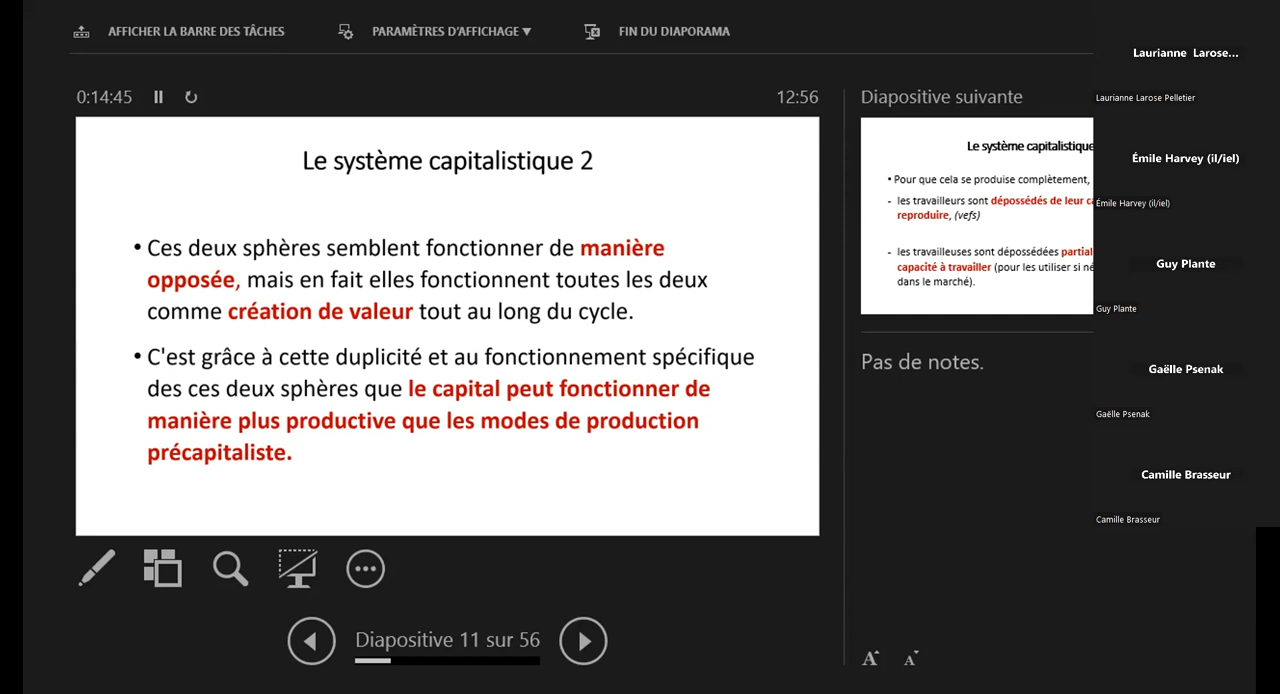 AFFICHER LA BARRE DES TÂCHES
PARAMÈTRES D'AFFICHAGE ▼
FIN DU DIAPORAMA
0:14:45
12:56
Le système capitalistique 2
• Ces deux sphères semblent fonctionner de manière
opposée, mais en fait elles fonctionnent toutes les deux
comme création de valeur tout au long du cycle.
• C'est grâce à cette duplicité et au fonctionnement spécifique
des ces deux sphères que le capital peut fonctionner de
manière plus productive que les modes de production
précapitaliste.
Diapositive 11 sur 56
Diapositive suivante
Le système capitalistique
• Pour que cela se produise complètement,
- les travailleurs sont dépossédés de leur
reproduire, (vefs)
- les travailleuses sont dépossédées
capacité à travailler (pour les utiliser si
dans le marché).
Pas de notes.
A A
Laurianne Larose...
Laurianne Larose Pelletier
Émile Harvey (il/iel)
Émile Harvey (il/iel)
Guy Plante
Guy Plante
Gaëlle Psenak
Gaëlle Psenak
Camille Brasseur
Camille Brasseur